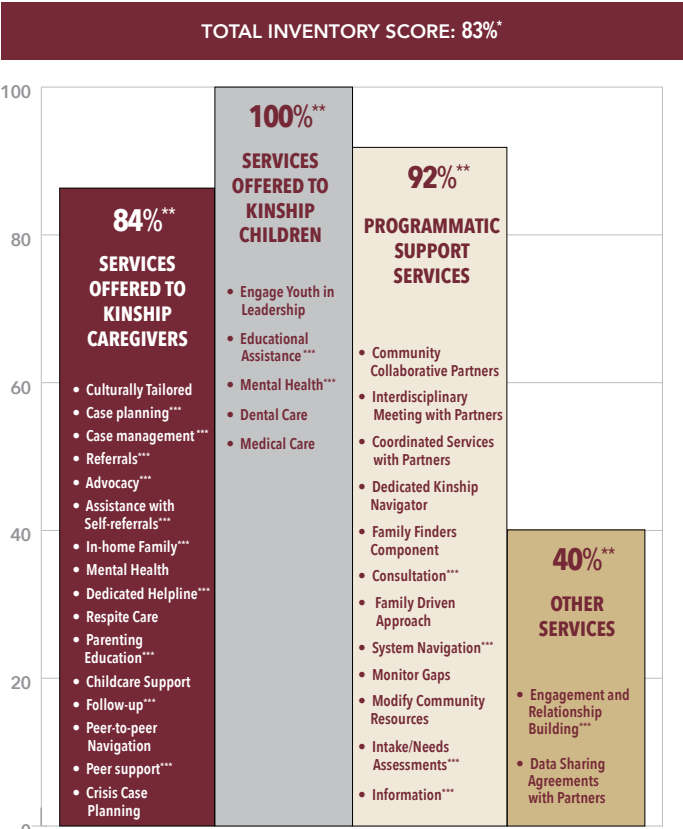 TOTAL INVENTORY SCORE: 83%*
100
80
60
40
20
0
84%**
SERVICES
OFFERED TO
KINSHIP
CAREGIVERS
• Culturally Tailored
• Case planning***
• Case management***
• Referrals***
• Advocacy***
• Assistance with
Self-referrals***
• In-home Family***
• Mental Health
• Dedicated Helpline***
• Respite Care
• Parenting
Education***
• Childcare Support
• Follow-up***
• Peer-to-peer
Navigation
• Peer support***
• Crisis Case
Planning
100%**
SERVICES
OFFERED TO
KINSHIP
CHILDREN
• Engage Youth in
Leadership
• Educational
Assistance***
• Mental Health***
• Dental Care
• Medical Care
92%**
PROGRAMMATIC
SUPPORT
SERVICES
• Community
Collaborative Partners
• Interdisciplinary
Meeting with Partners
• Coordinated Services
with Partners
• Dedicated Kinship
Navigator
• Family Finders
Component
• Consultation***
• Family Driven
Approach
• System Navigation***
• Monitor Gaps
• Modify Community
Resources
• Intake/Needs
Assessments***
• Information***
40%**
OTHER
SERVICES
• Engagement and
Relationship
Building***
• Data Sharing
Agreements
with Partners